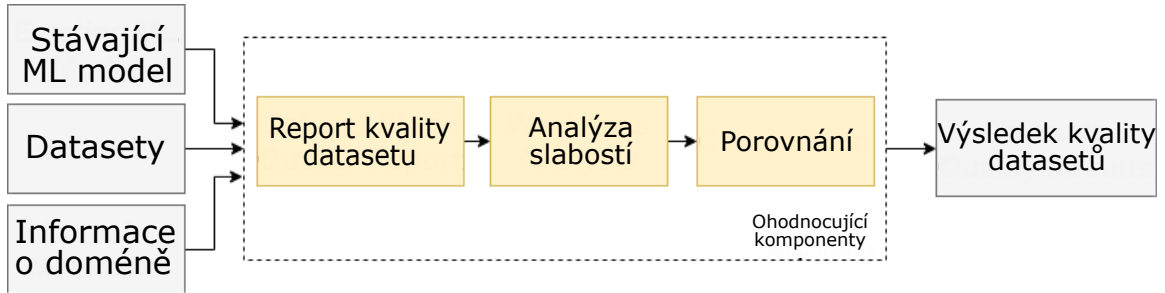 Stávající
ML model
Datasety
Informace
o doméně
Report kvality
datasetu
Analýza
slabostí
Porovnání
Ohodnocující
komponenty
Výsledek kvality
datasetů